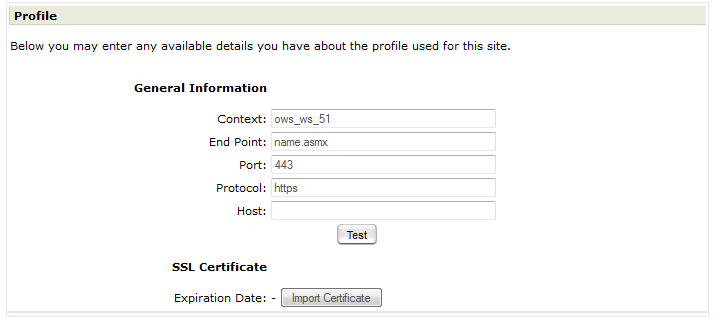 Profile
Below you may enter any available details you have about the profile used for this site.
General Information
Context: ows_ws_51
End Point: name.asmx
Port: 443
Protocol: https
Host:
Test
SSL Certificate
Expiration Date: - Import Certificate